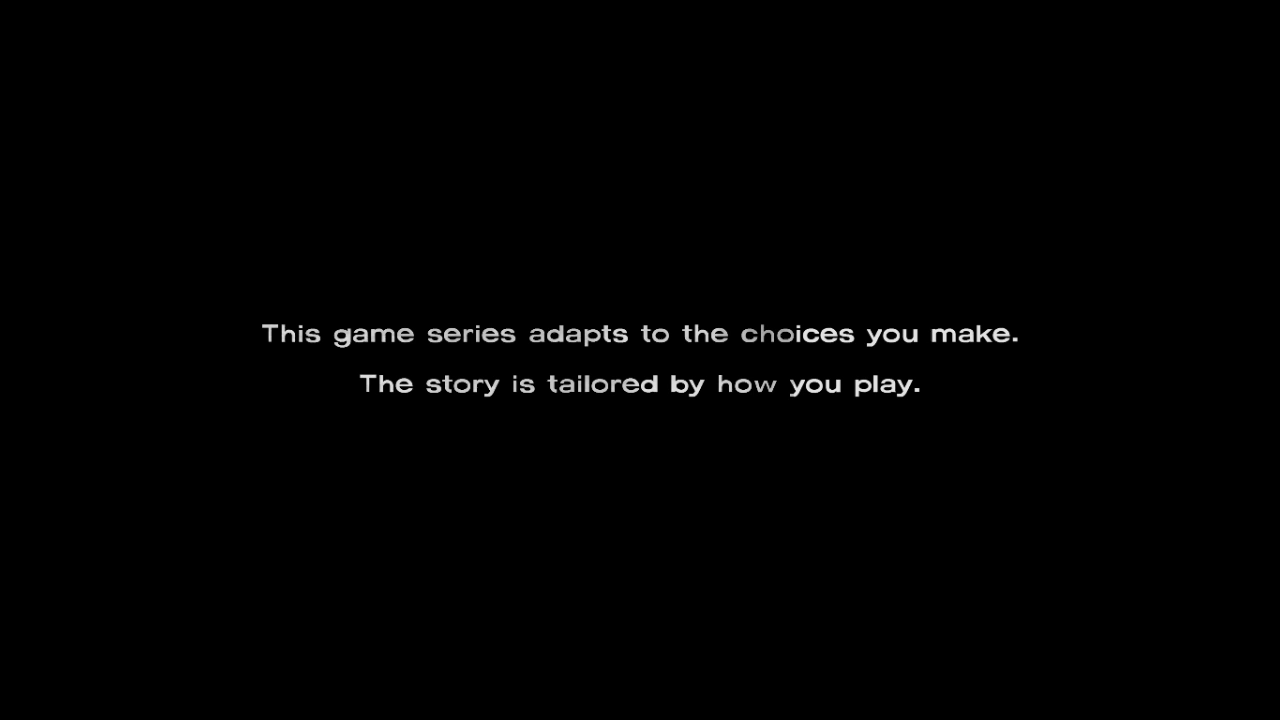 This game series adapts to the choices you make.
The story is tailored by how you play.